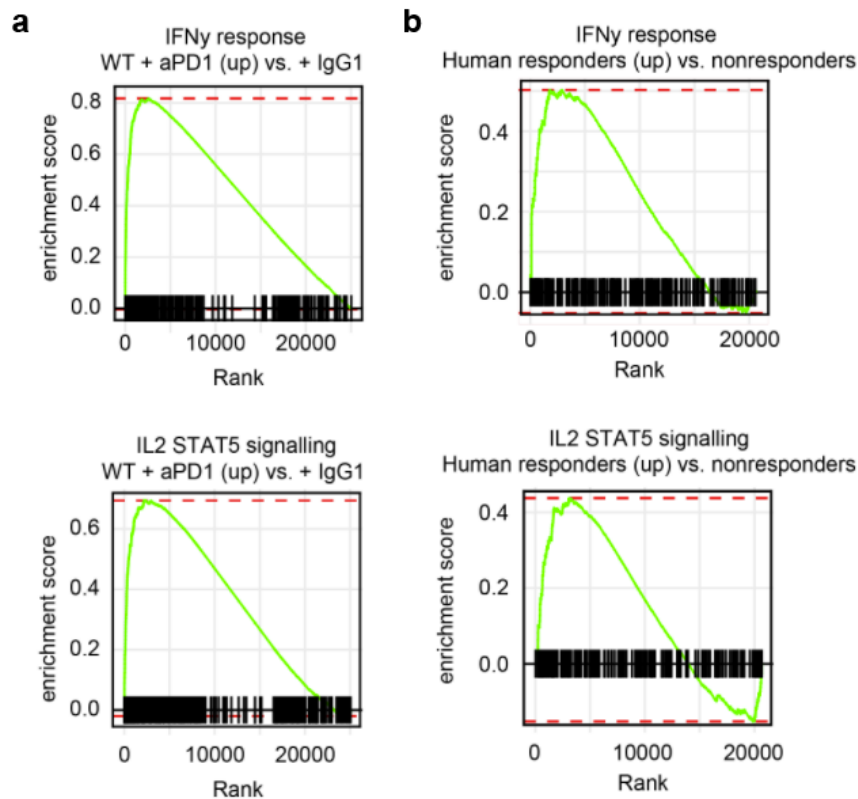 a
IFNy response
WT + aPD1 (up) vs. + IgG1
enrichment score
0.8
0.6
0.4
0.2
0.0
0 10000 20000
Rank
b
IFNy response
Human responders (up) vs. nonresponders
enrichment score
0.4
0.2
0.0
0 10000 20000
Rank
IL2 STAT5 signalling
WT + aPD1 (up) vs. + IgG1
enrichment score
0.6
0.4
0.2
0.0
0 10000 20000
Rank
IL2 STAT5 signalling
Human responders (up) vs. nonresponders
enrichment score
0.4
0.2
0.0
0 10000 20000
Rank